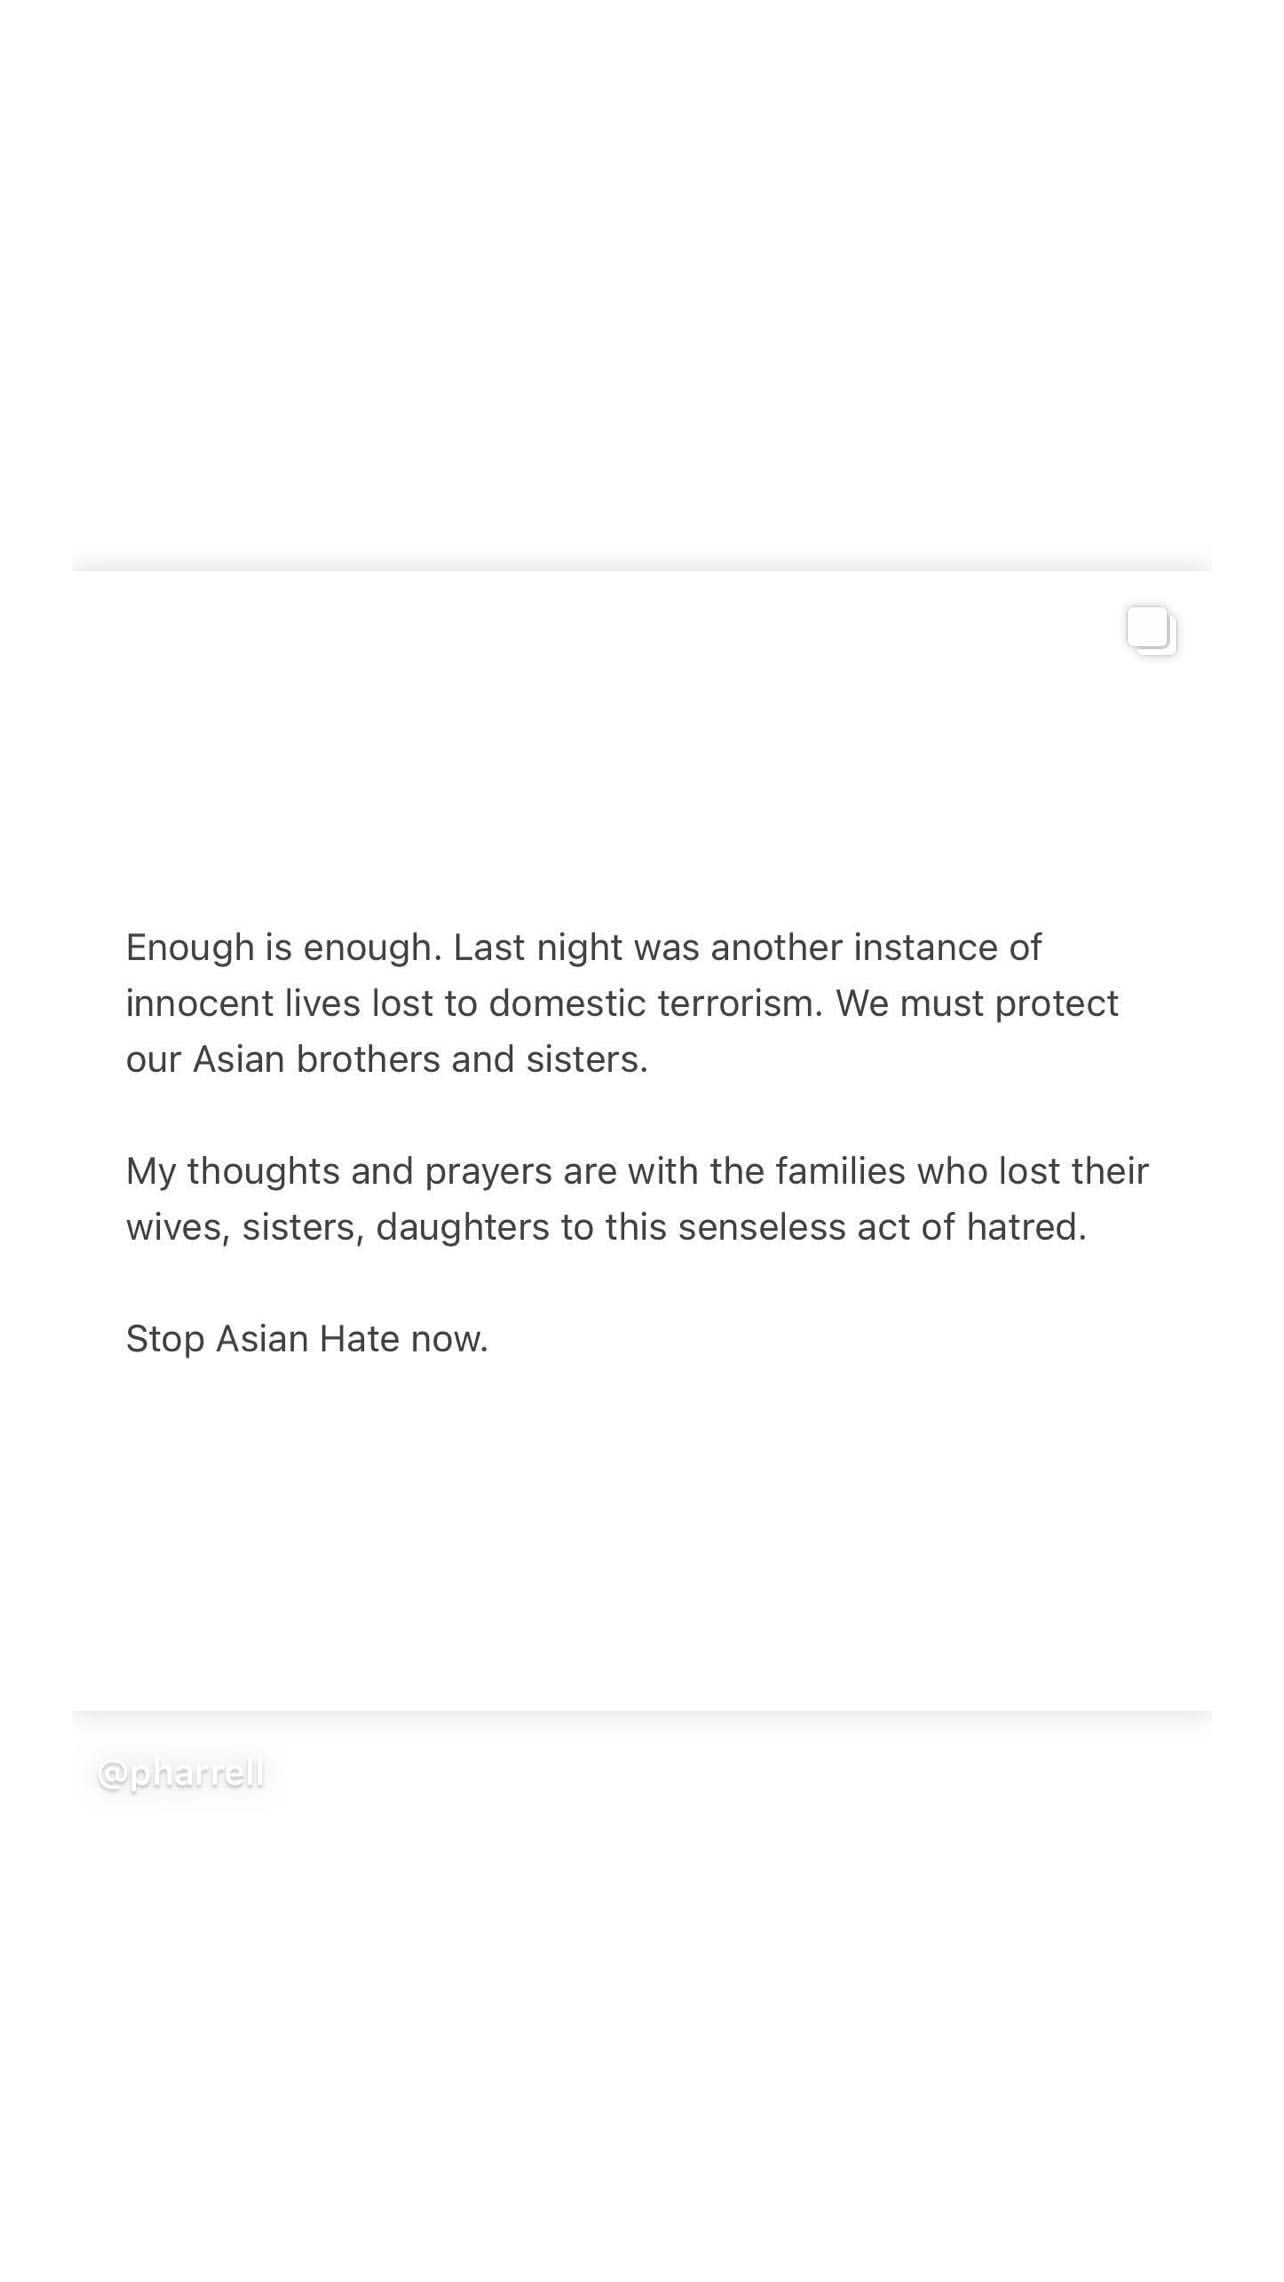 Enough is enough. Last night was another instance of
innocent lives lost to domestic terrorism. We must protect
our Asian brothers and sisters.
My thoughts and prayers are with the families who lost their
wives, sisters, daughters to this senseless act of hatred.
Stop Asian Hate now.
@pharrell